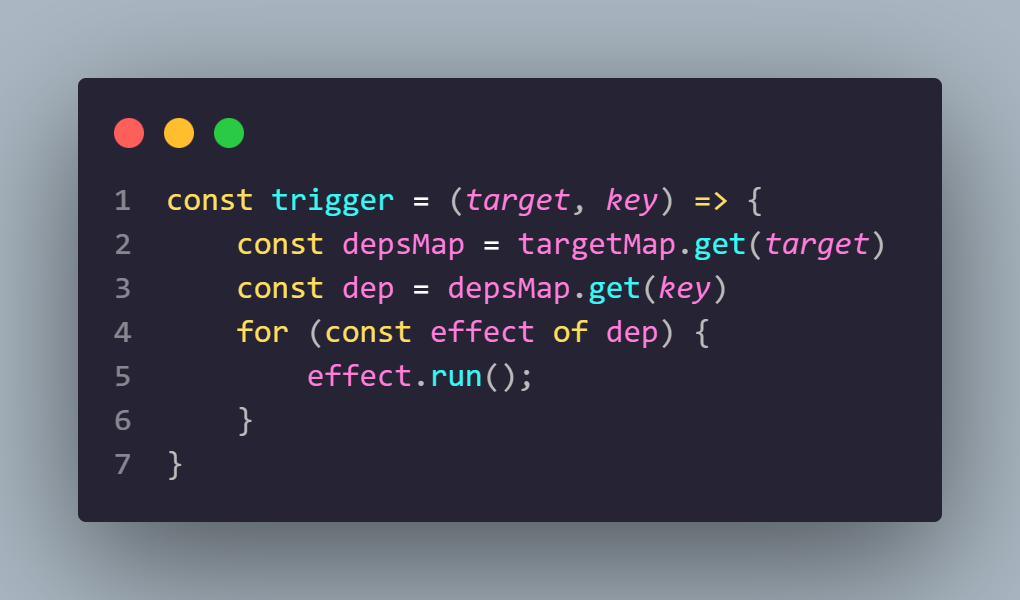 1 const trigger = (target, key) => {
2     const depsMap = targetMap.get(target)
3     const dep = depsMap.get(key)
4     for (const effect of dep) {
5         effect.run();
6     }
7 }